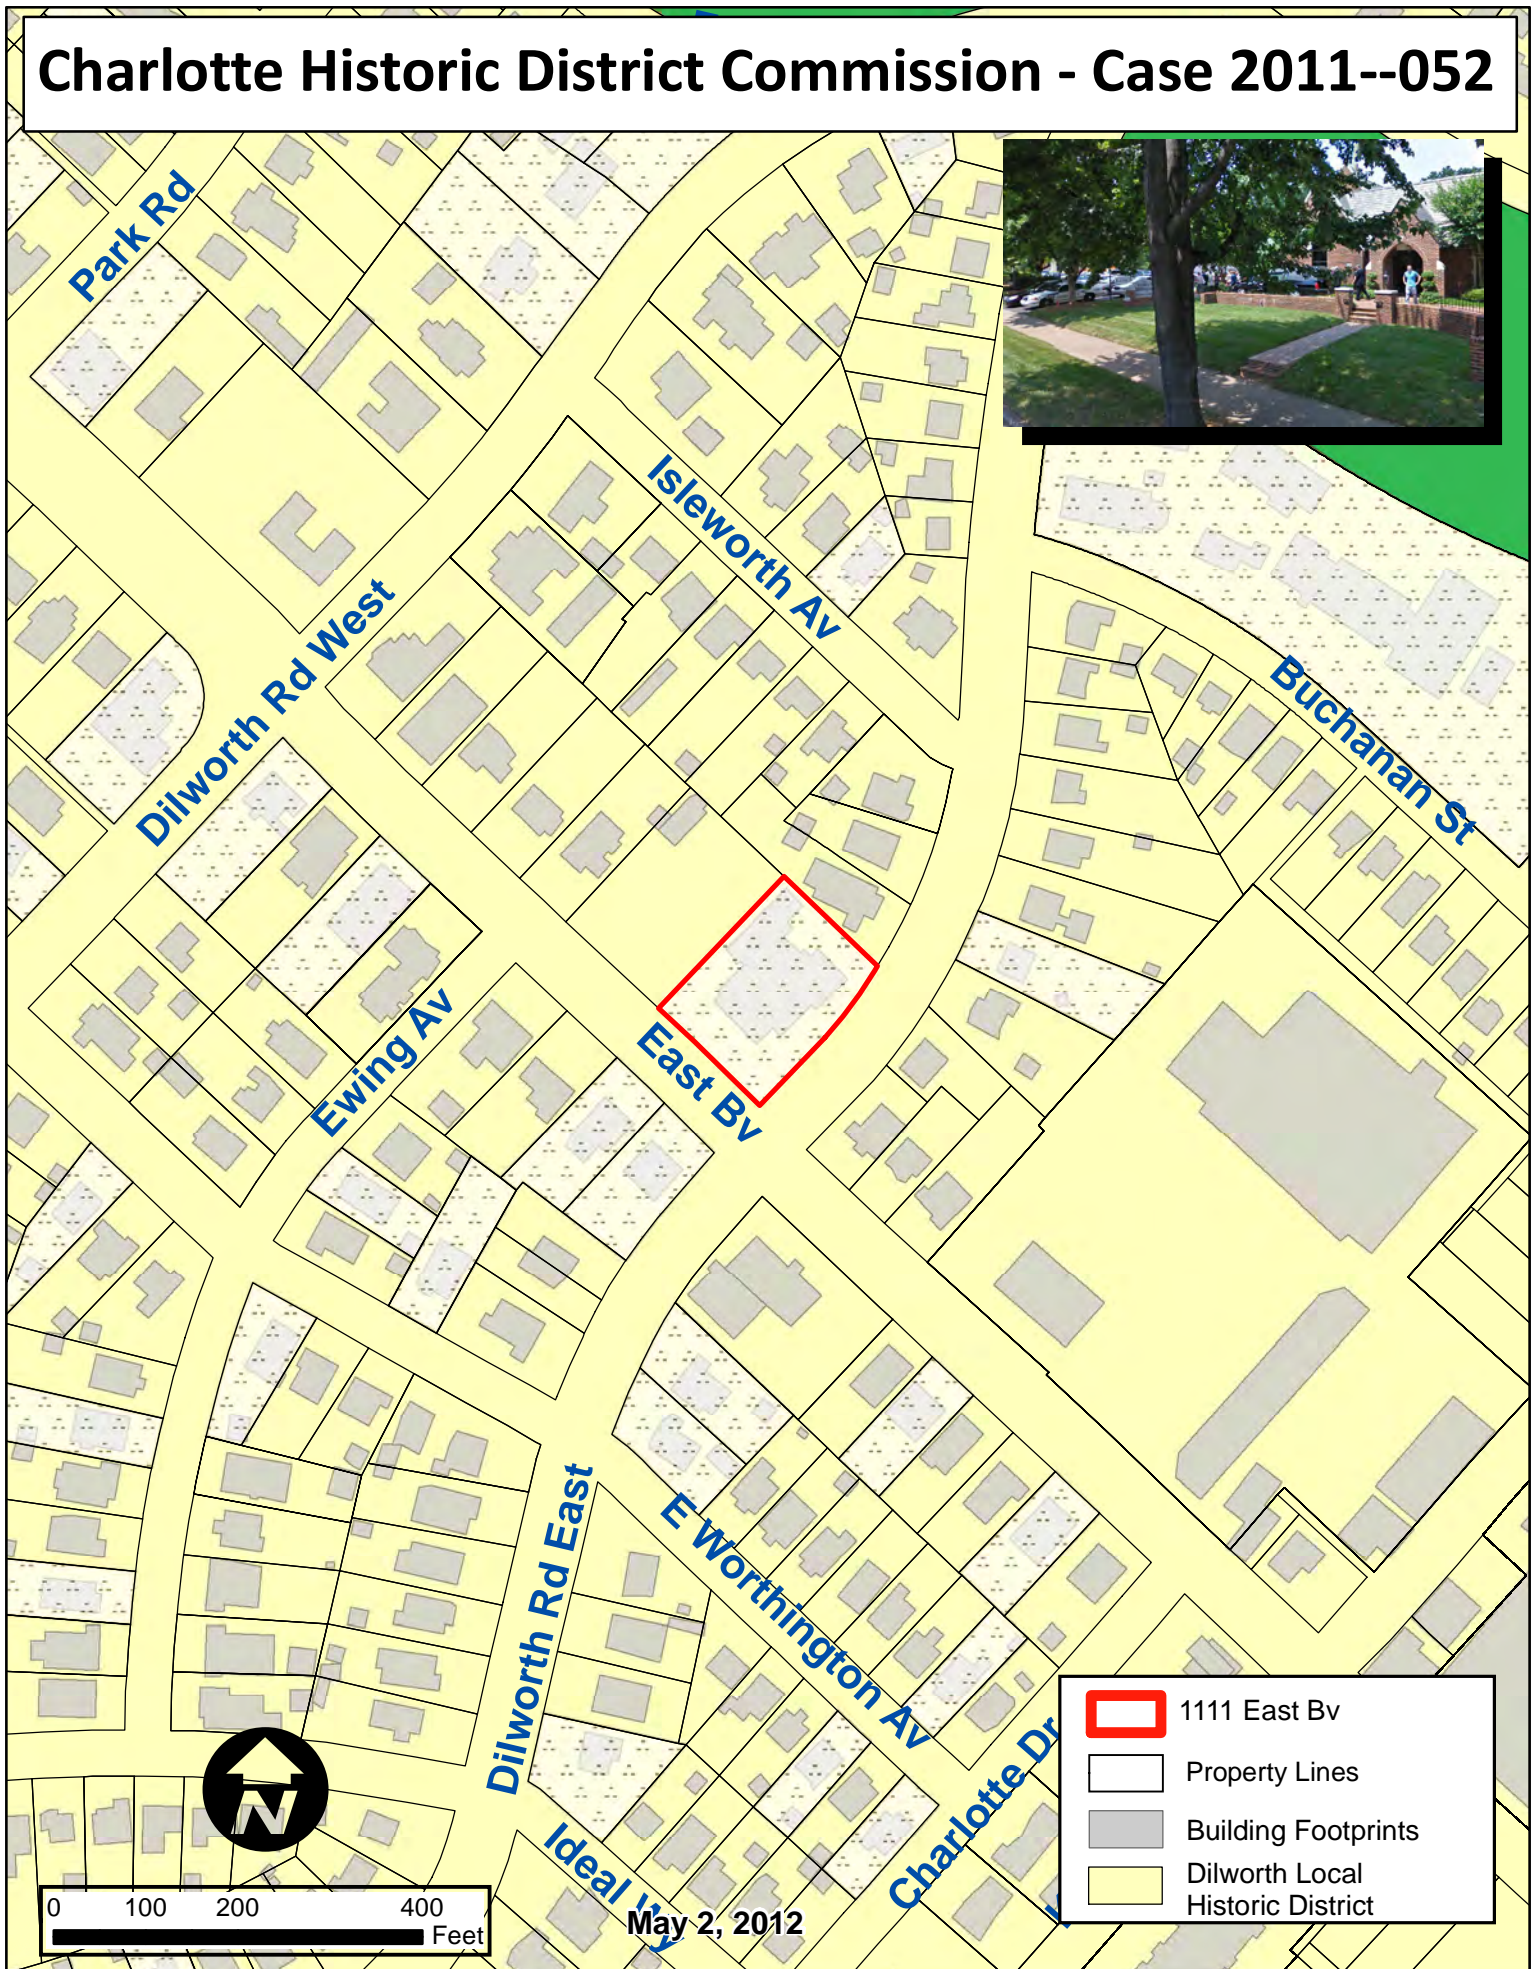 Charlotte Historic District Commission - Case 2011--052
Park Rd
Isleworth Av
Dilworth Rd West
Buchanan St
East Bv
Ewing Av
Dilworth Rd East
E Worthington Av
Charlotte Dr
Ideal Wy
1111 East Bv
Property Lines
Building Footprints
Dilworth Local
Historic District
N
0 100 200 400
Feet
May 2, 2012